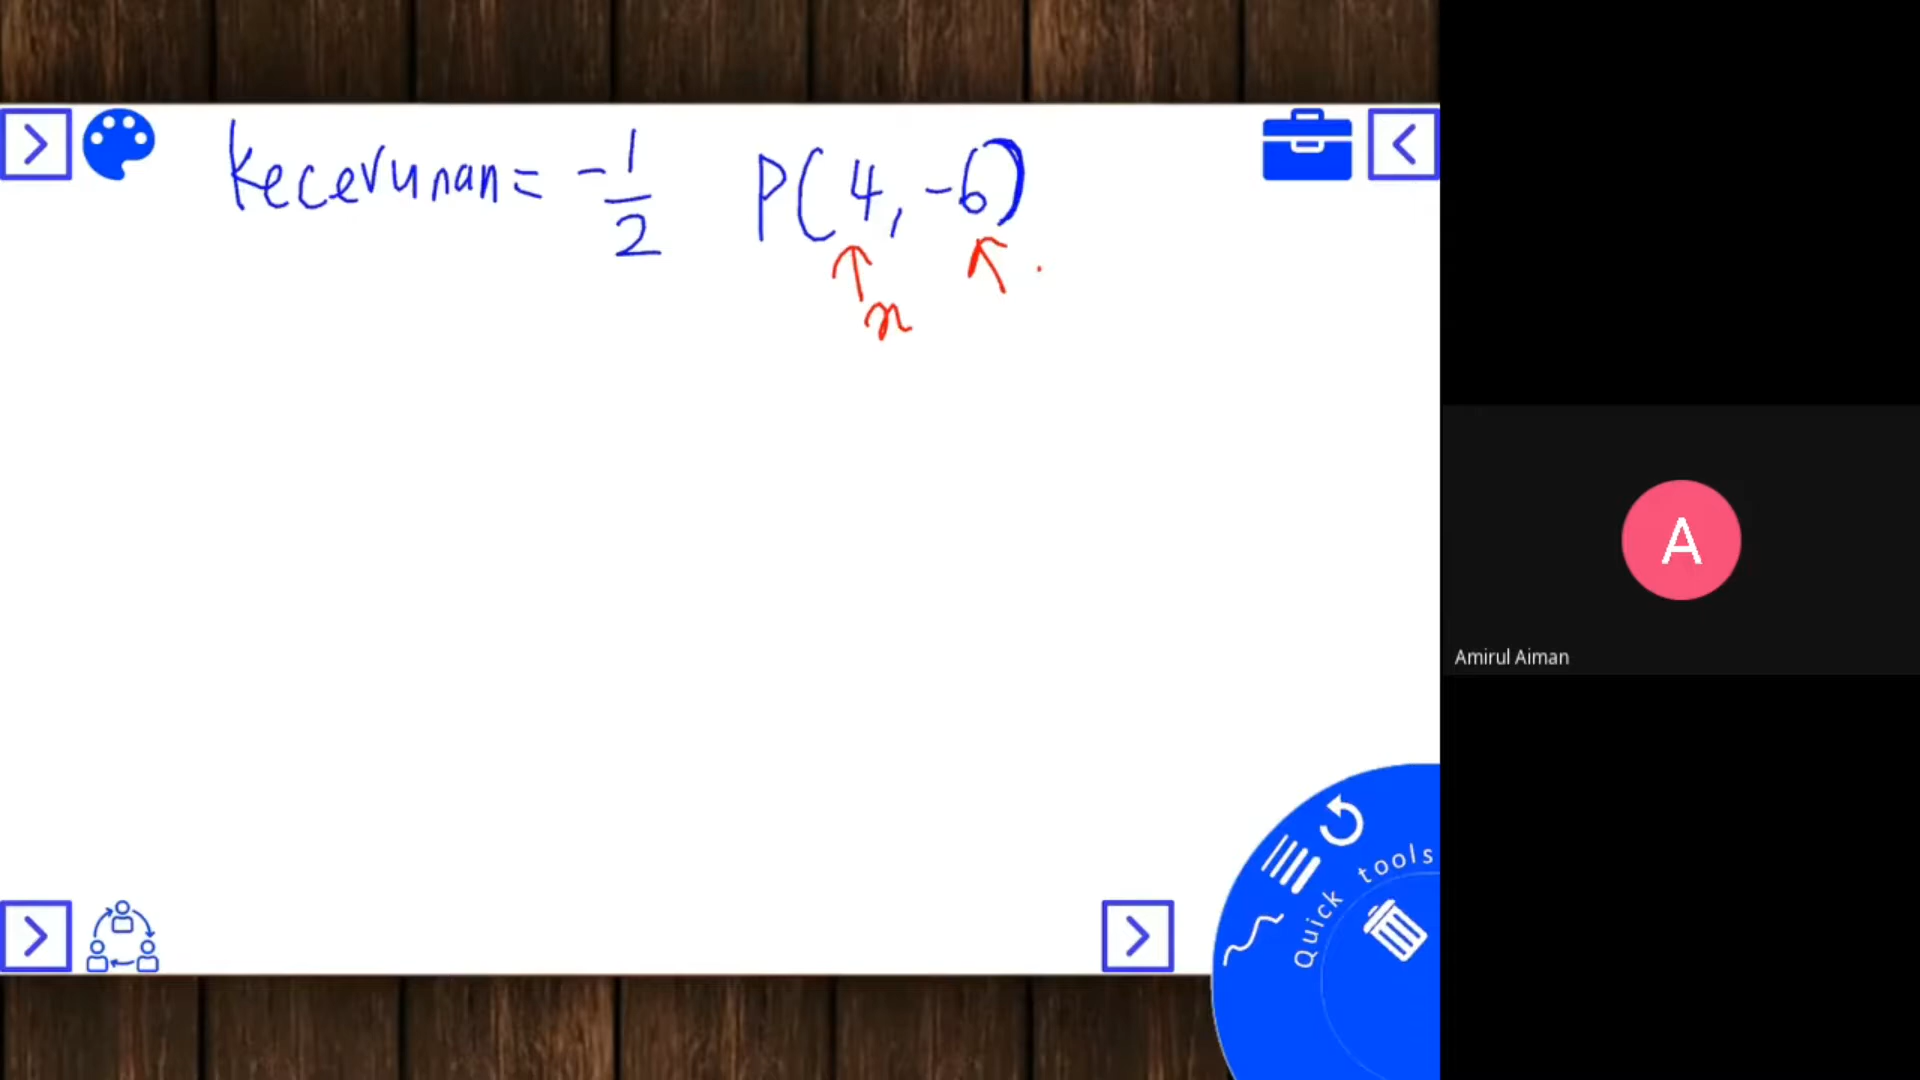 kecerunan = -1/2 P(4, -6)
x
Quick tools
A
Amirul Aiman